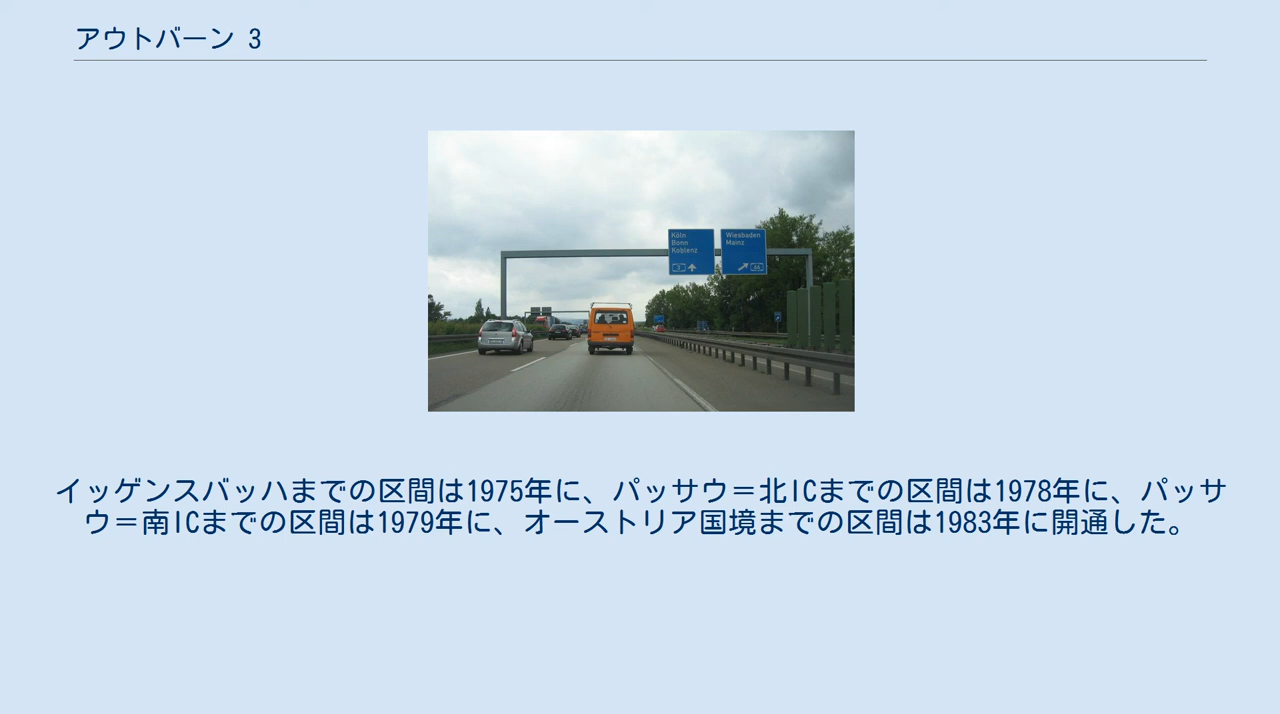 アウトバーン 3
Köln
Bonn
Koblenz
3
Wiesbaden
Mainz
66
イッゲンスバッハまでの区間は1975年に、パッサウ＝北ICまでの区間は1978年に、パッサ
ウ＝南ICまでの区間は1979年に、オーストリア国境までの区間は1983年に開通した。